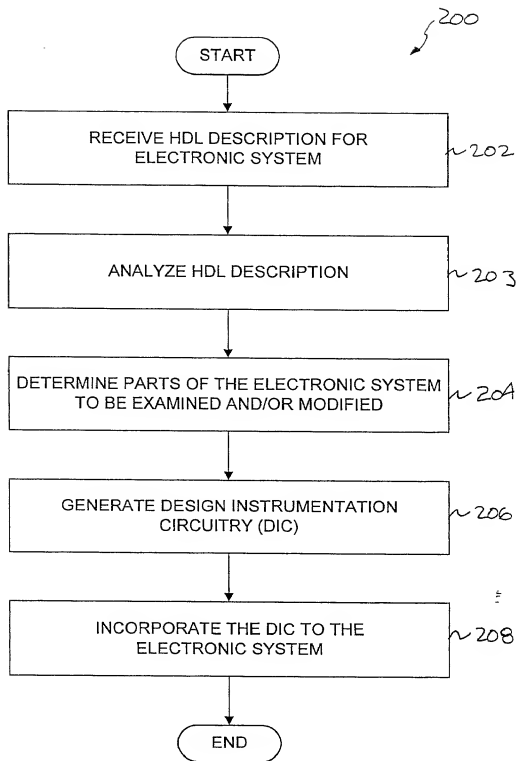 200
START
RECEIVE HDL DESCRIPTION FOR
ELECTRONIC SYSTEM
202
ANALYZE HDL DESCRIPTION
203
DETERMINE PARTS OF THE ELECTRONIC SYSTEM
TO BE EXAMINED AND/OR MODIFIED
204
GENERATE DESIGN INSTRUMENTATION
CIRCUITRY (DIC)
206
INCORPORATE THE DIC TO THE
ELECTRONIC SYSTEM
208
END